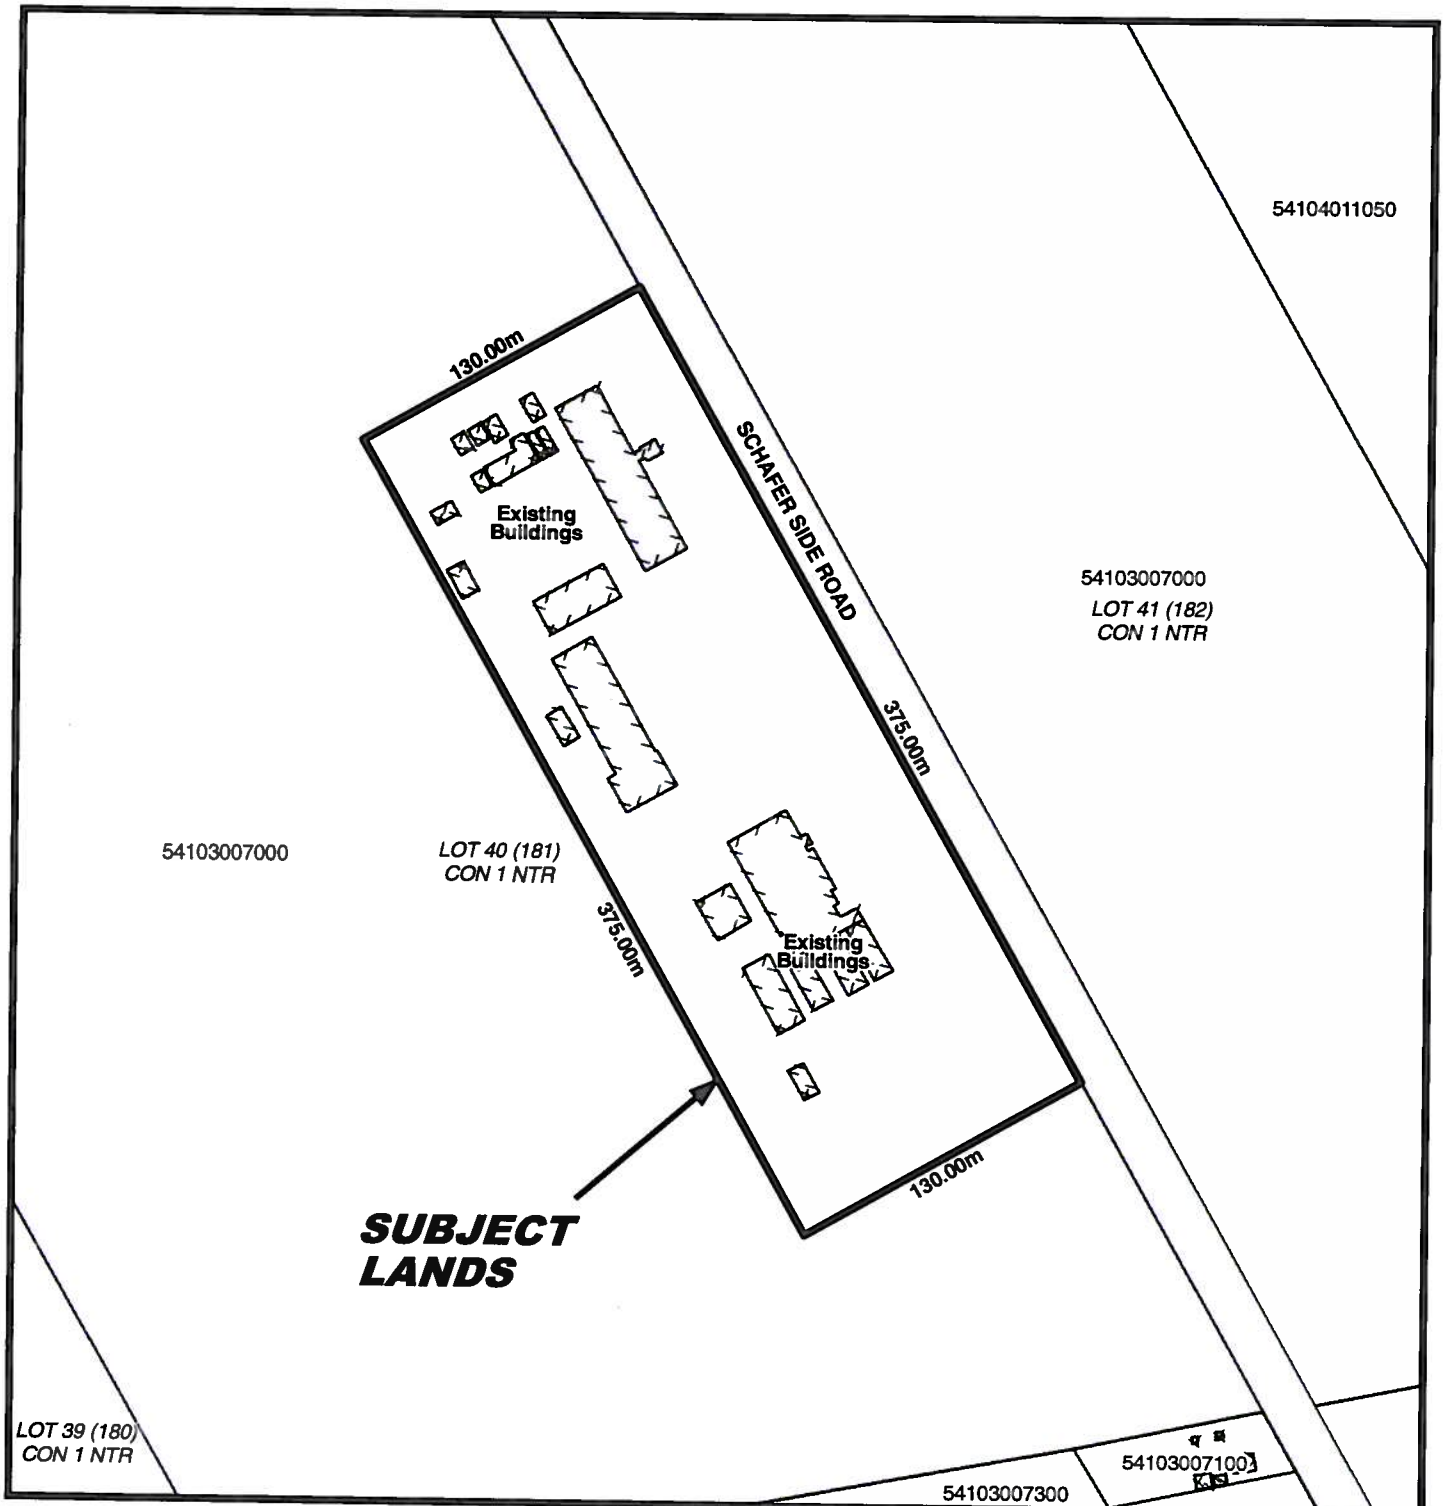 54104011050
130.00m
SCHAFER SIDE ROAD
Existing
Buildings
54103007000
LOT 41 (182)
CON 1 NTR
375.00m
54103007000
LOT 40 (181)
CON 1 NTR
375.00m
Existing
Buildings
130.00m
SUBJECT
LANDS
LOT 39 (180)
CON 1 NTR
54103007100
54103007300